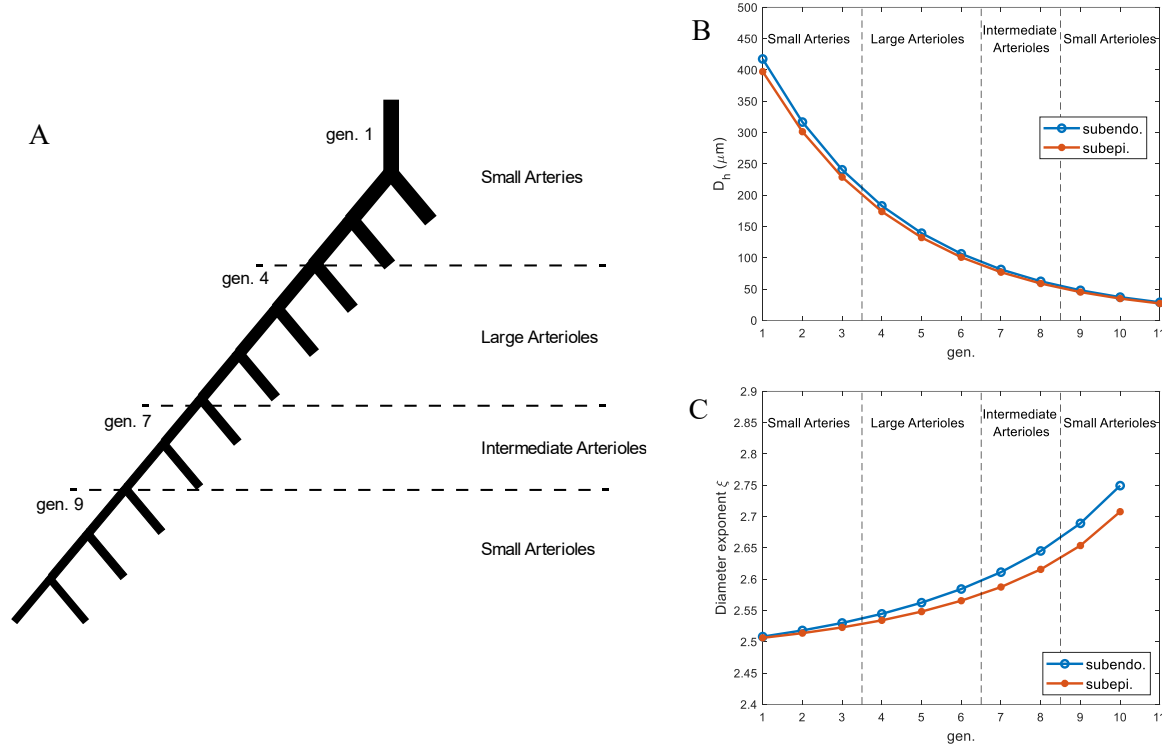 A
gen. 1
Small Arteries
gen. 4
Large Arterioles
gen. 7
Intermediate Arterioles
gen. 9
Small Arterioles
B
500
450
400
350
300
250
200
150
100
50
0
D_h (μm)
Small Arteries
Large Arterioles
Intermediate
Arterioles
Small Arterioles
subendo.
subepi.
1 2 3 4 5 6 7 8 9 10 11
gen.
C
2.9
2.85
2.8
2.75
2.7
2.65
2.6
2.55
2.5
2.45
2.4
Diameter exponent ξ
Small Arteries
Large Arterioles
Intermediate
Arterioles
Small Arterioles
subendo.
subepi.
1 2 3 4 5 6 7 8 9 10 11
gen.